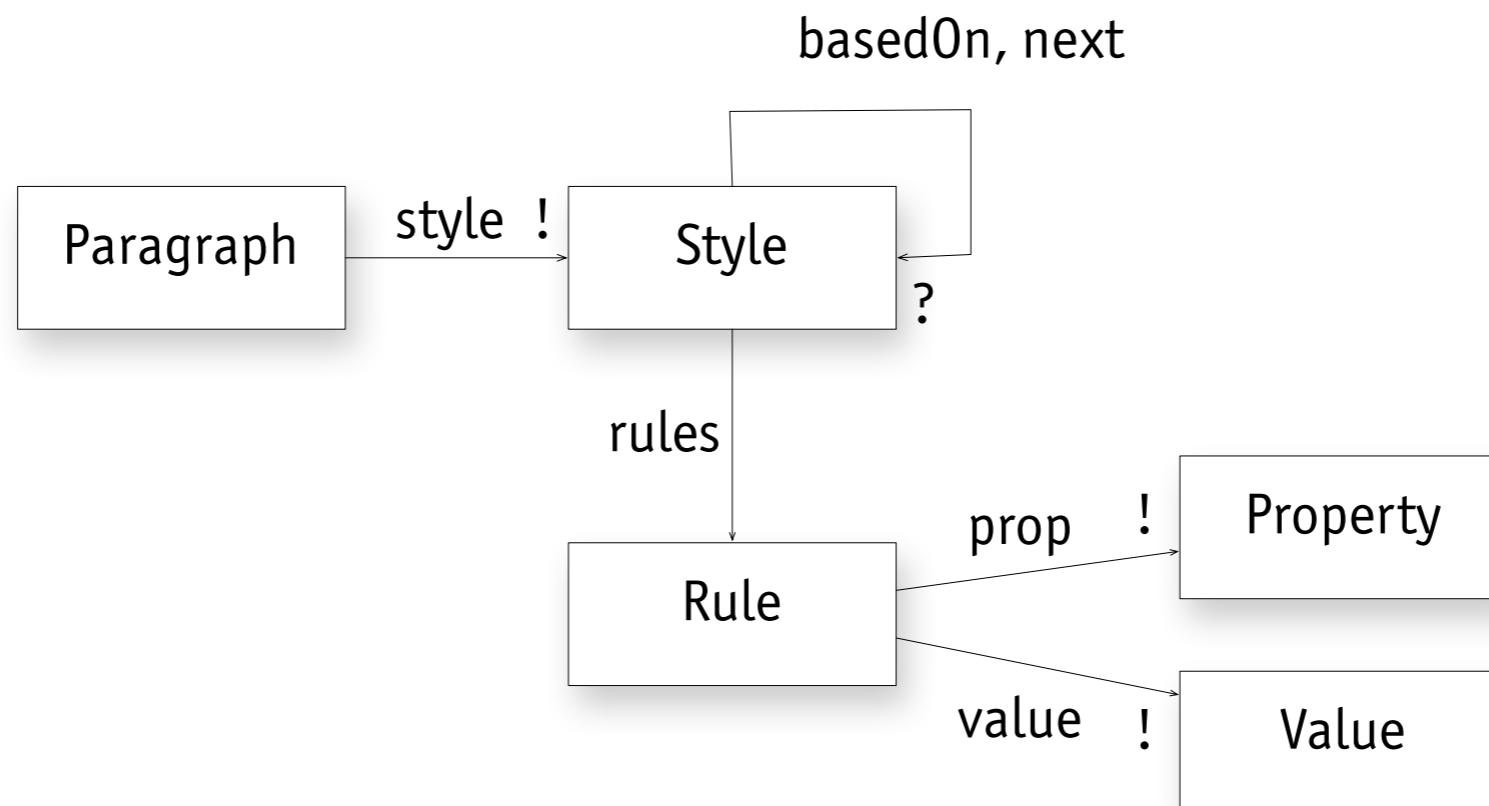 basedOn, next
Paragraph
style !
Style
?
rules
Rule
prop !
Property
value !
Value